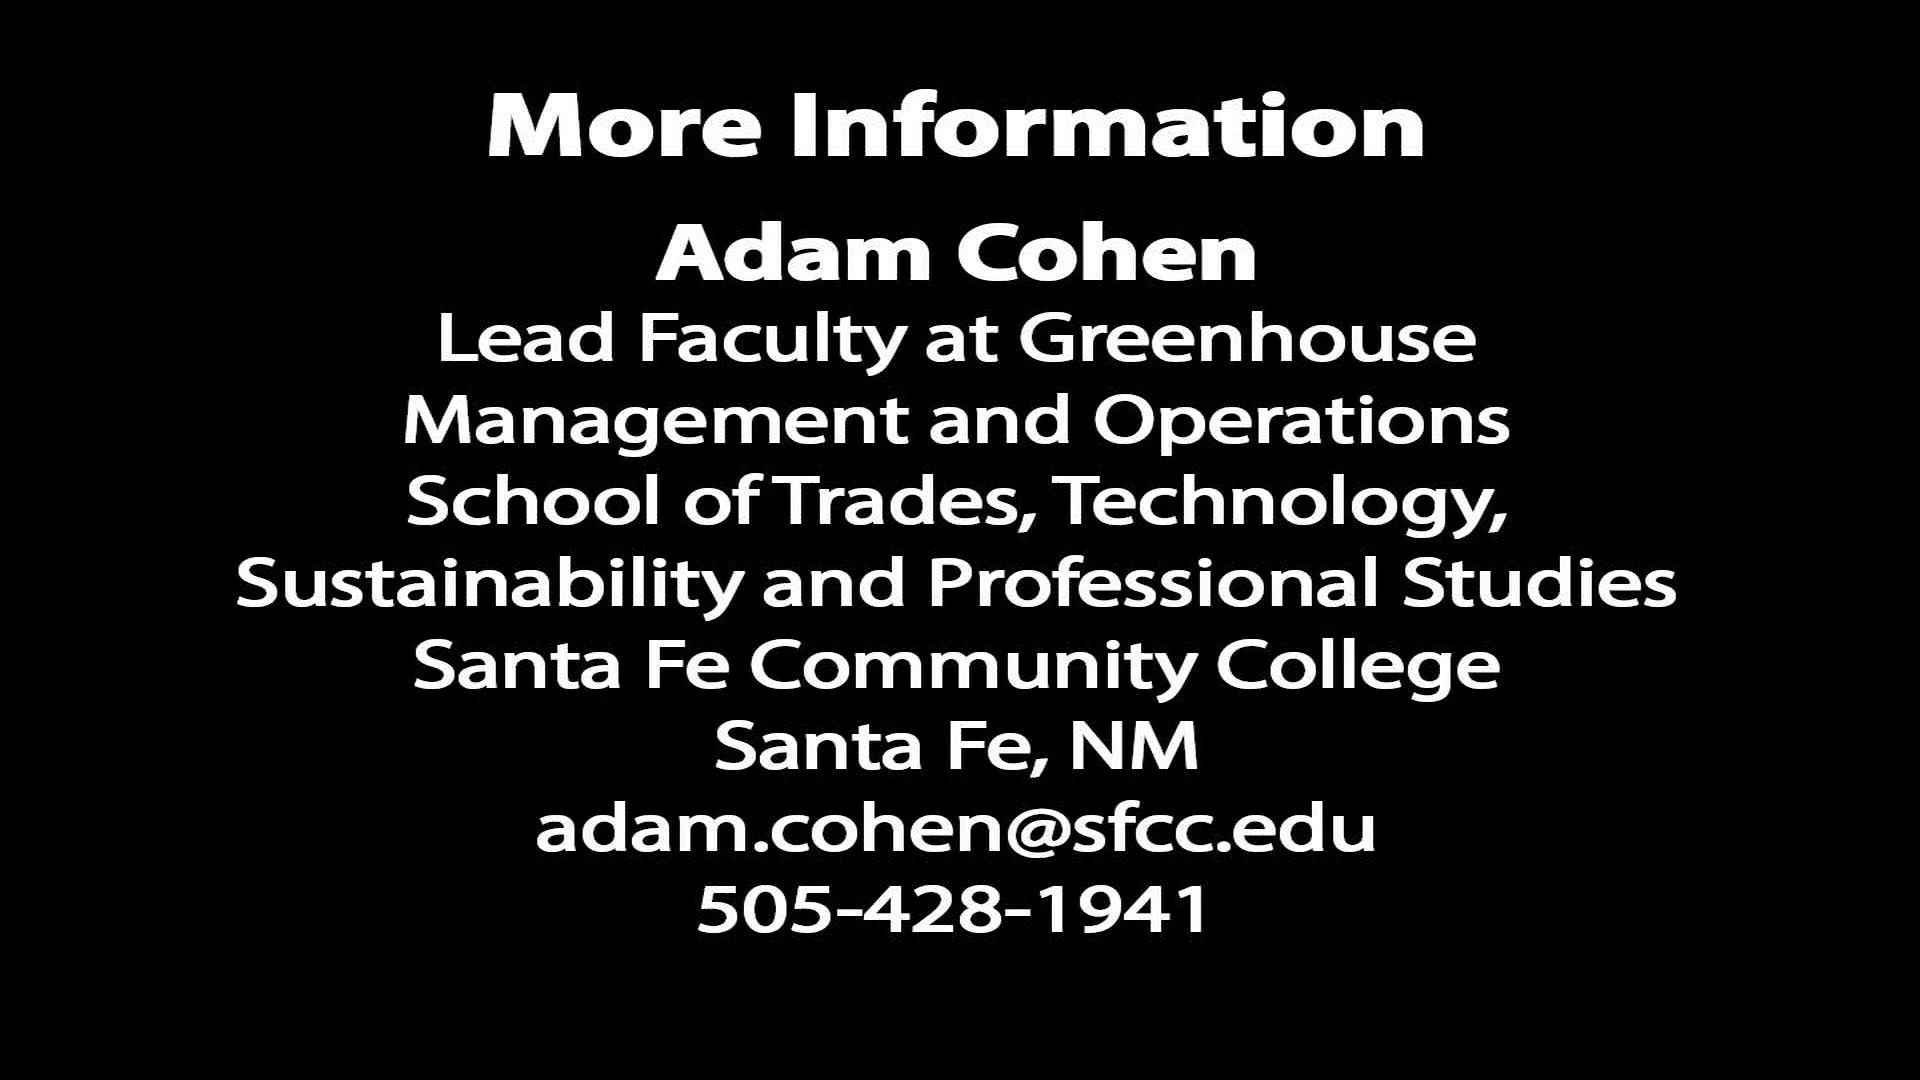 More Information
Adam Cohen
Lead Faculty at Greenhouse
Management and Operations
School of Trades, Technology,
Sustainability and Professional Studies
Santa Fe Community College
Santa Fe, NM
adam.cohen@sfcc.edu
505-428-1941